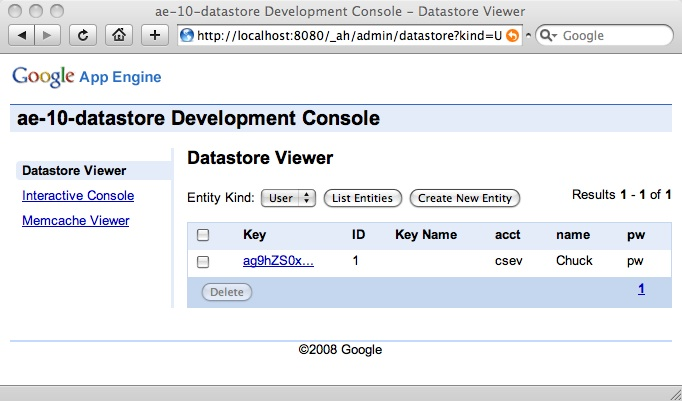 ae-10-datastore Development Console – Datastore Viewer
http://localhost:8080/_ah/admin/datastore?kind=U
Google
Google App Engine
ae-10-datastore Development Console
Datastore Viewer
Interactive Console
Memcache Viewer
Datastore Viewer
Entity Kind: User List Entities Create New Entity Results 1 - 1 of 1
Key ID Key Name acct name pw
ag9hZS0x... 1 csev Chuck pw
Delete 1
©2008 Google